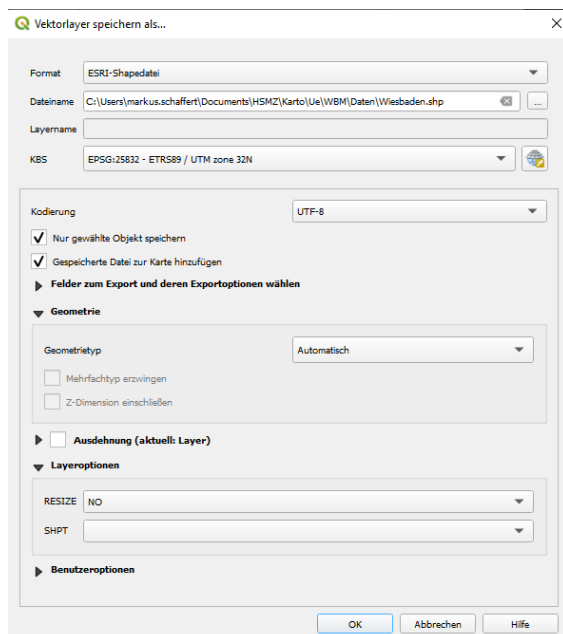 Vektorlayer speichern als...
Format ESRI-Shapedatei
Dateiname C:\Users\markus.schaffert\Documents\HSMZ\Karto\Ue\WBM\Daten\Wiesbaden.shp ...
Layername
KBS EPSG:25832 - ETRS89 / UTM zone 32N
Kodierung UTF-8
Nur gewählte Objekt speichern
Gespeicherte Datei zur Karte hinzufügen
Felder zum Export und deren Exportoptionen wählen
Geometrie
Geometrietyp Automatisch
Mehrfachtyp erzwingen
Z-Dimension einschließen
Ausdehnung (aktuell: Layer)
Layeroptionen
RESIZE NO
SHPT
Benutzeroptionen
OK Abbrechen Hilfe